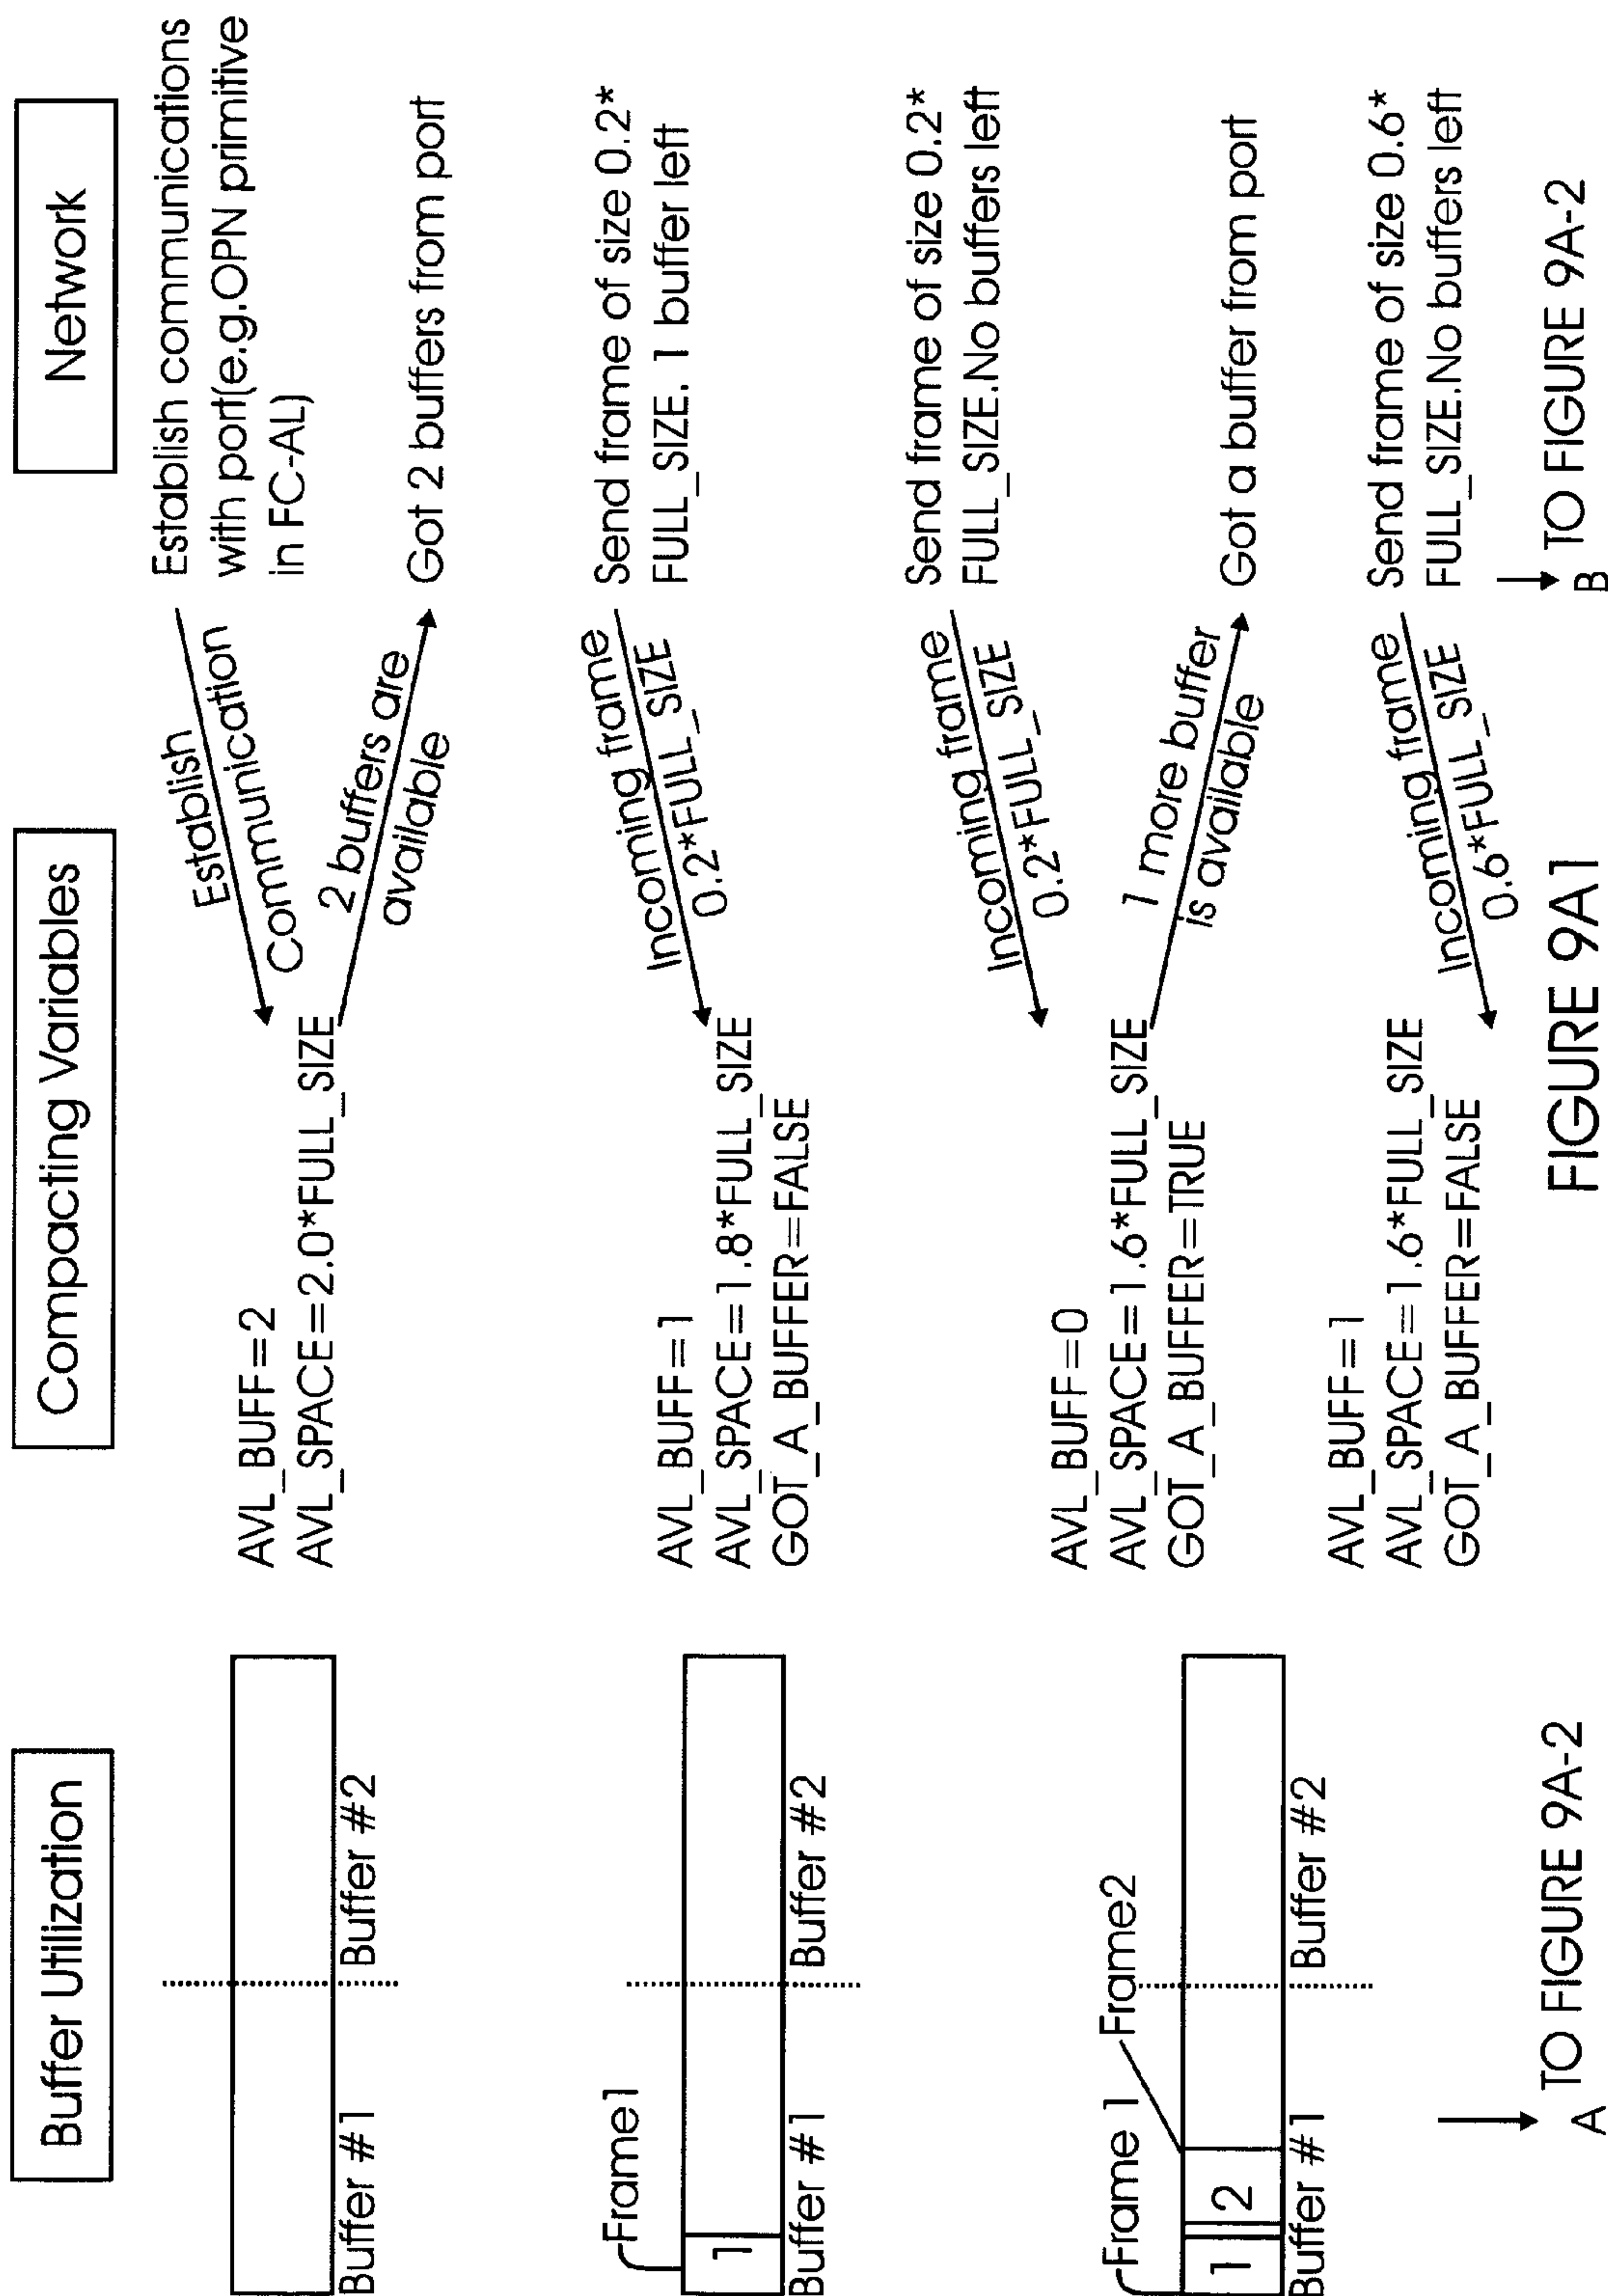 Buffer Utilization
Compacting Variables
Network
Buffer #1
Buffer #2
AVL_BUFF=2
AVL_SPACE=2.0*FULL_SIZE
Establish
Communication
2 buffers are
available
Establish communications
with port(e.g.OPN primitive
in FC-AL)
Got 2 buffers from port
Frame1
1
Buffer #1
Buffer #2
AVL_BUFF=1
AVL_SPACE=1.8*FULL_SIZE
GOT_A_BUFFER=FALSE
Incoming frame
0.2*FULL_SIZE
Send frame of size 0.2*
FULL_SIZE. 1 buffer left
Frame 1
Frame2
1
2
Buffer #1
Buffer #2
AVL_BUFF=0
AVL_SPACE=1.6*FULL_SIZE
GOT_A_BUFFER=TRUE
Incoming frame
0.2*FULL_SIZE
1 more buffer
is available
Send frame of size 0.2*
FULL_SIZE.No buffers left
Got a buffer from port
AVL_BUFF=1
AVL_SPACE=1.6*FULL_SIZE
GOT_A_BUFFER=FALSE
Incoming frame
0.6*FULL_SIZE
Send frame of size 0.6*
FULL_SIZE.No buffers left
A
TO FIGURE 9A-2
B
TO FIGURE 9A-2
FIGURE 9A1